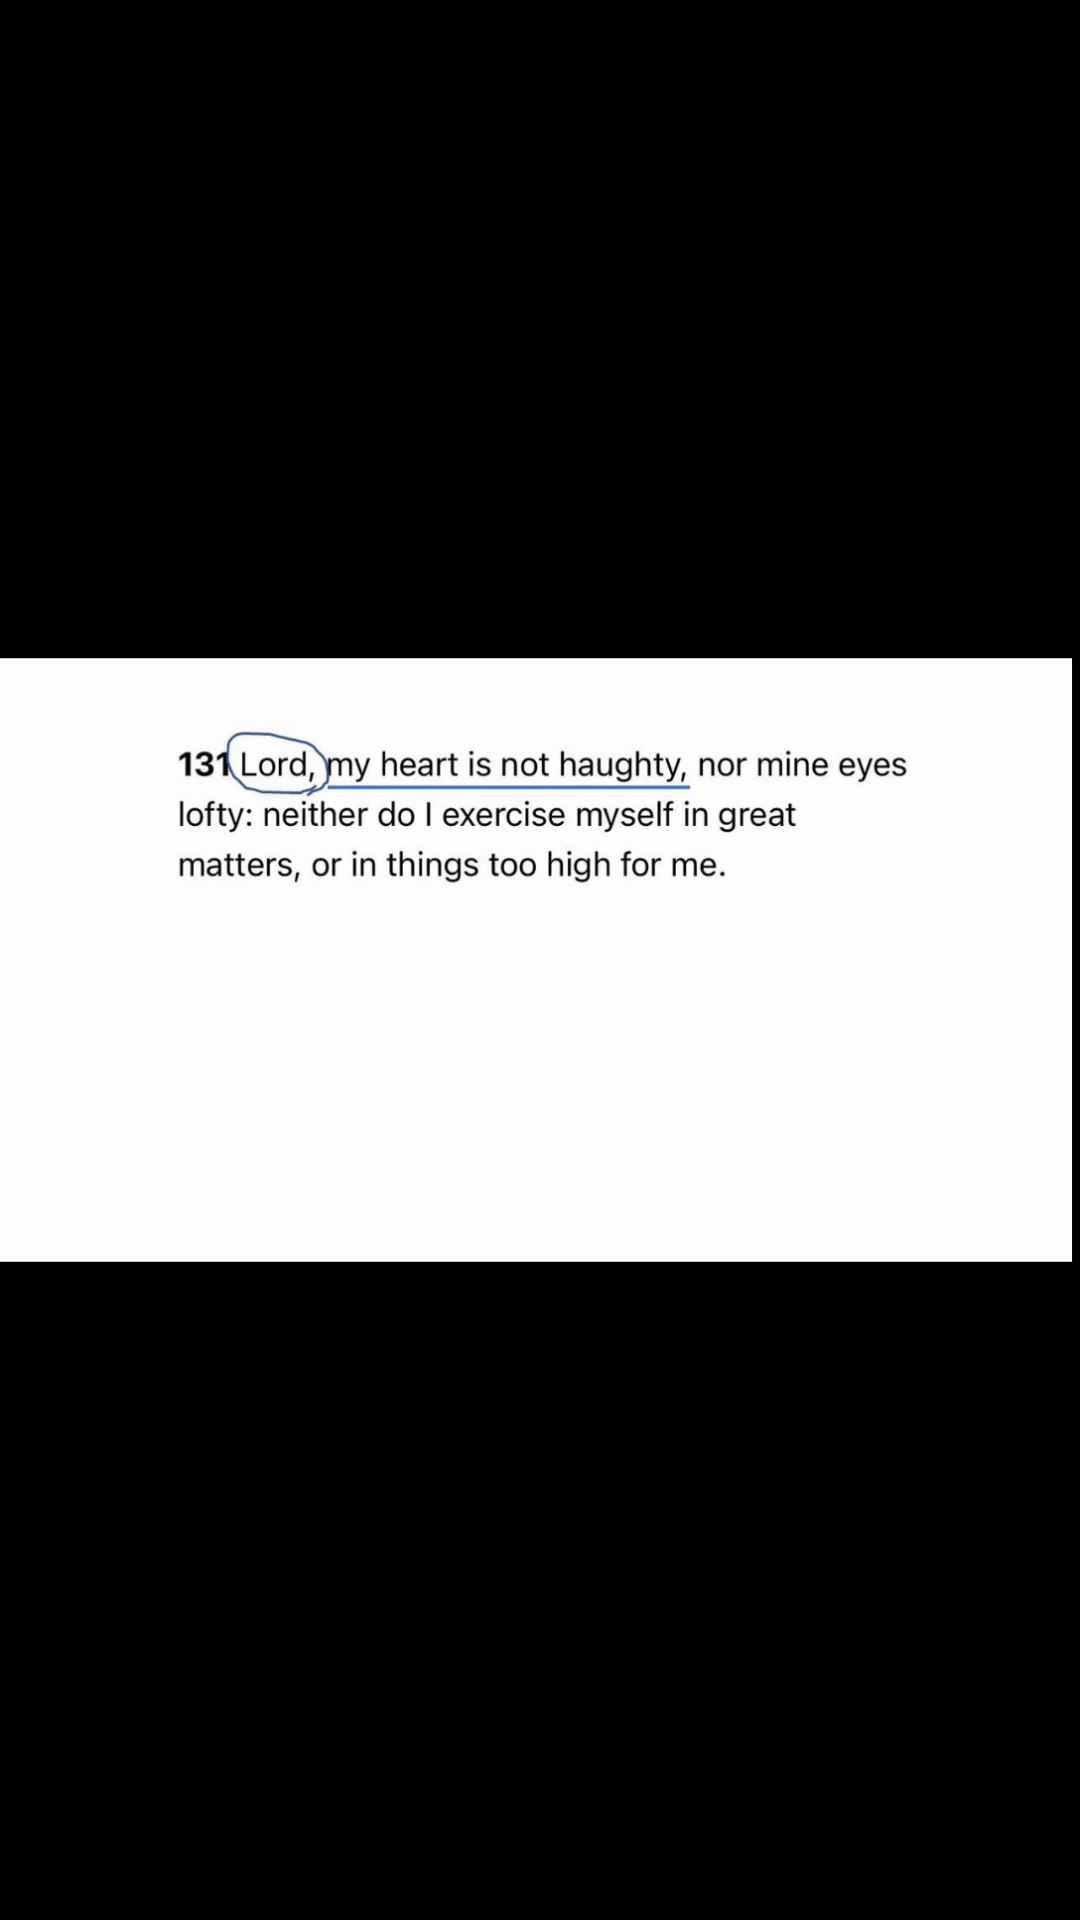 131 Lord, my heart is not haughty, nor mine eyes
lofty: neither do I exercise myself in great
matters, or in things too high for me.